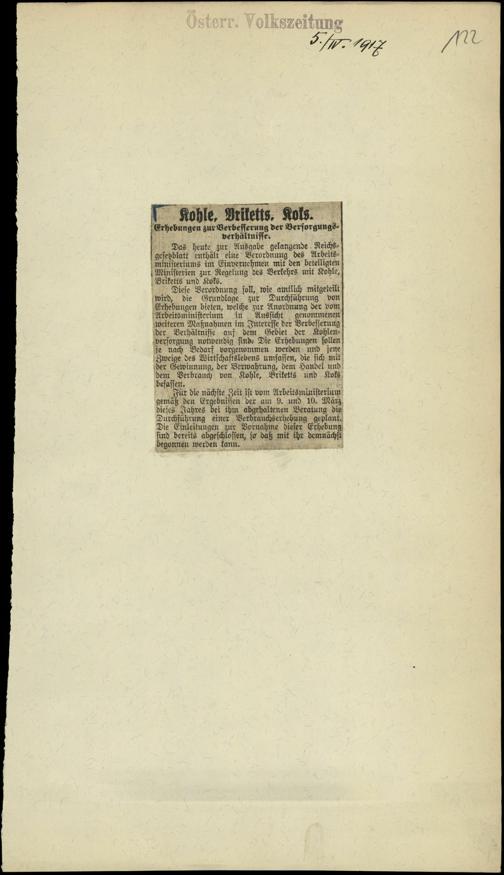 Österr. Volkszeitung
5./IV. 1917
122
Kohle, Briketts, Koks.
Erhebungen zur Verbesserung der Versorgungs-
verhältnisse.
Das heute zur Ausgabe gelangende Reichs-
gesetzblatt enthält eine Verordnung des Arbeits-
ministeriums im Einvernehmen mit den beteiligten
Ministerien zur Regelung des Verkehrs mit Kohle,
Briketts und Koks.
Diese Verordnung soll, wie amtlich mitgeteilt
wird, die Grundlage zur Durchführung von
Erhebungen bieten, welche zur Anordnung der vom
Arbeitsministerium in Aussicht genommenen
weiteren Maßnahmen im Interesse der Verbesserung
der Verhältnisse auf dem Gebiet der Kohlen-
versorgung notwendig sind. Die Erhebungen sollen
je nach Bedarf vorgenommen werden und jene
Zweige des Wirtschaftslebens umfassen, die sich mit
der Gewinnung, der Verwahrung, dem Handel und
dem Verbrauch von Kohle, Briketts und Koks
befassen.
Für die nächste Zeit ist vom Arbeitsministerium
gemäß den Ergebnissen der am 9. und 10. März
dieses Jahres bei ihm abgehaltenen Beratung die
Durchführung einer Verbrauchserhebung geplant.
Die Einleitungen zur Vornahme dieser Erhebung
sind bereits abgeschlossen, so daß mit ihr demnächst
begonnen werden kann.